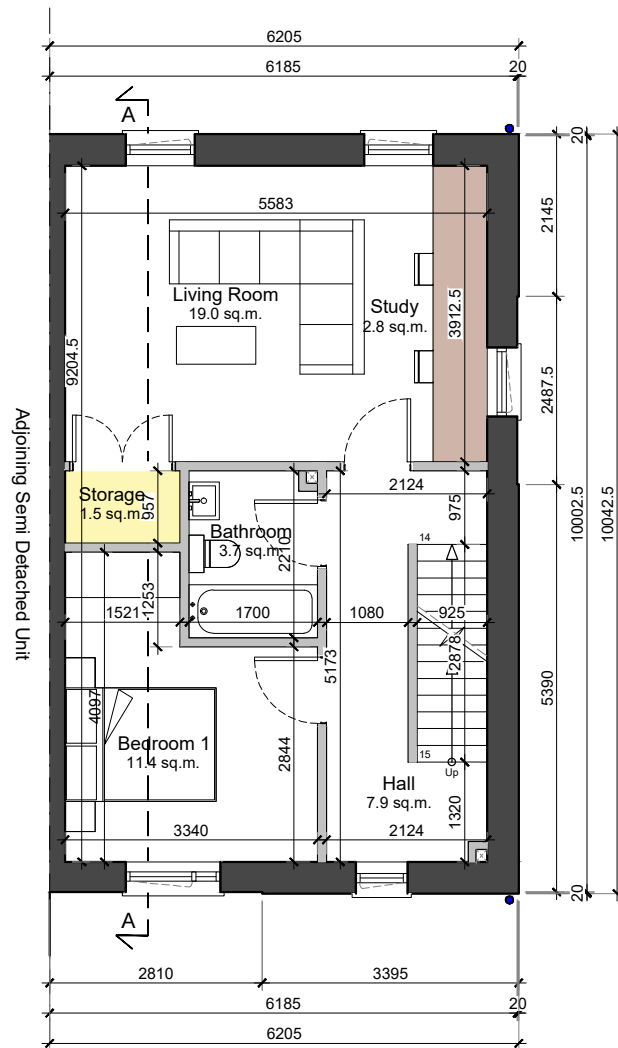 6205
6185
20
A
20
5583
2145
Living Room
19.0 sq.m.
Study
2.8 sq.m.
3912.5
9204.5
2487.5
10002.5
10042.5
Adjoining Semi Detached Unit
Storage
1.5 sq.m.
957
Bathroom
3.7 sq.m.
2210
2124
975
14
1253
1521
1700
1080
925
2878
5173
5390
4097
Bedroom 1
11.4 sq.m.
2844
15
Up
Hall
7.9 sq.m.
1320
3340
2124
20
A
2810
3395
6185
20
6205